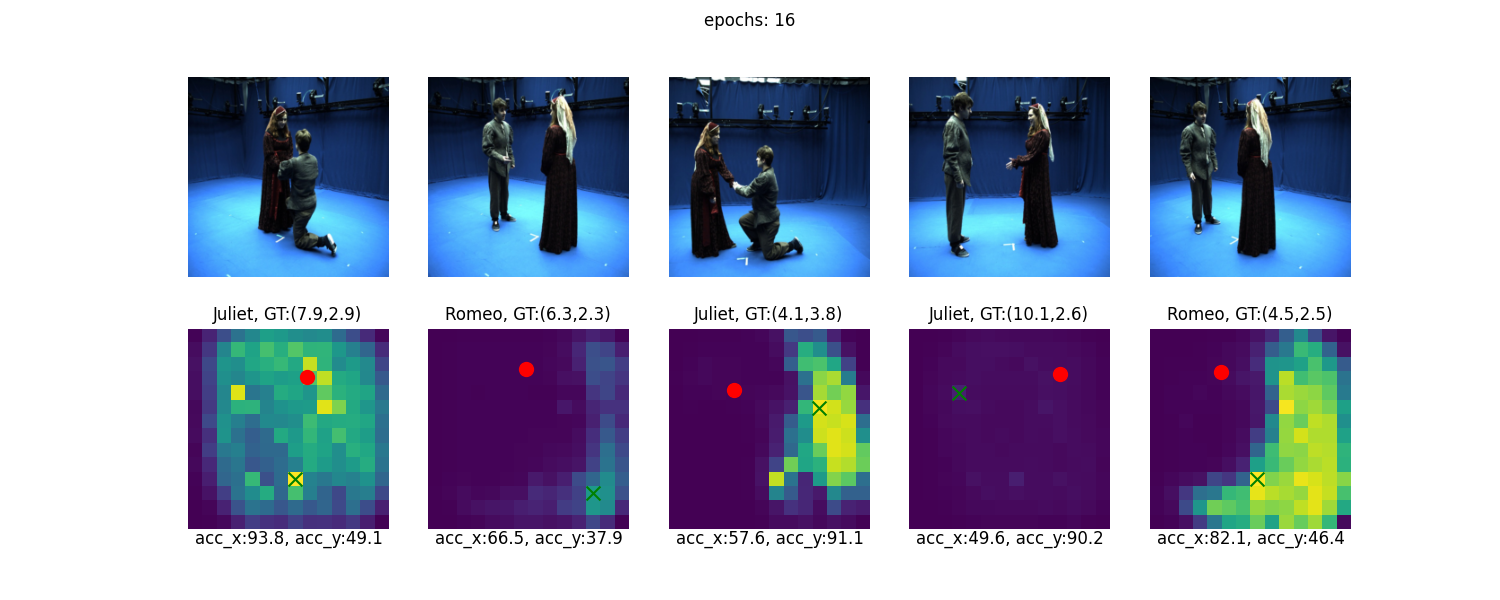 epochs: 16
Juliet, GT:(7.9,2.9)
Romeo, GT:(6.3,2.3)
Juliet, GT:(4.1,3.8)
Juliet, GT:(10.1,2.6)
Romeo, GT:(4.5,2.5)
acc_x:93.8, acc_y:49.1
acc_x:66.5, acc_y:37.9
acc_x:57.6, acc_y:91.1
acc_x:49.6, acc_y:90.2
acc_x:82.1, acc_y:46.4